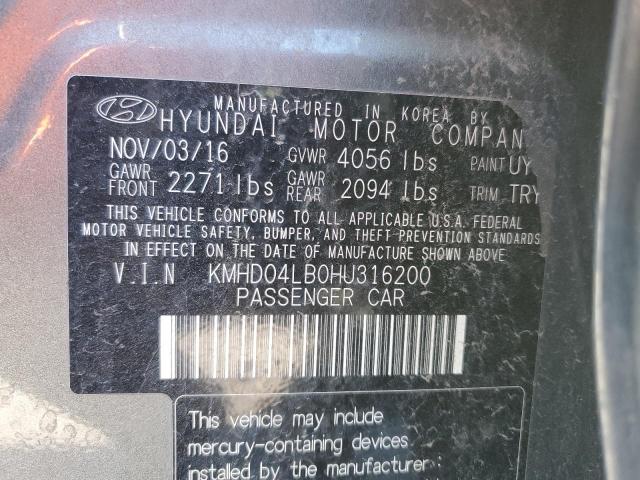 MANUFACTURED IN KOREA BY
HYUNDAI MOTOR COMPAN
NOV/03/16 GVWR 4056 lbs PAINT UY
GAWR FRONT 2271 lbs GAWR REAR 2094 lbs TRIM TRY
THIS VEHICLE CONFORMS TO ALL APPLICABLE U.S.A. FEDERAL
MOTOR VEHICLE SAFETY, BUMPER, AND THEFT PREVENTION STANDARDS
IN EFFECT ON THE DATE OF MANUFACTURE SHOWN ABOVE
V.I.N KMHD04LB0HU316200
PASSENGER CAR
This vehicle may include
mercury-containing devices
installed by the manufacturer: